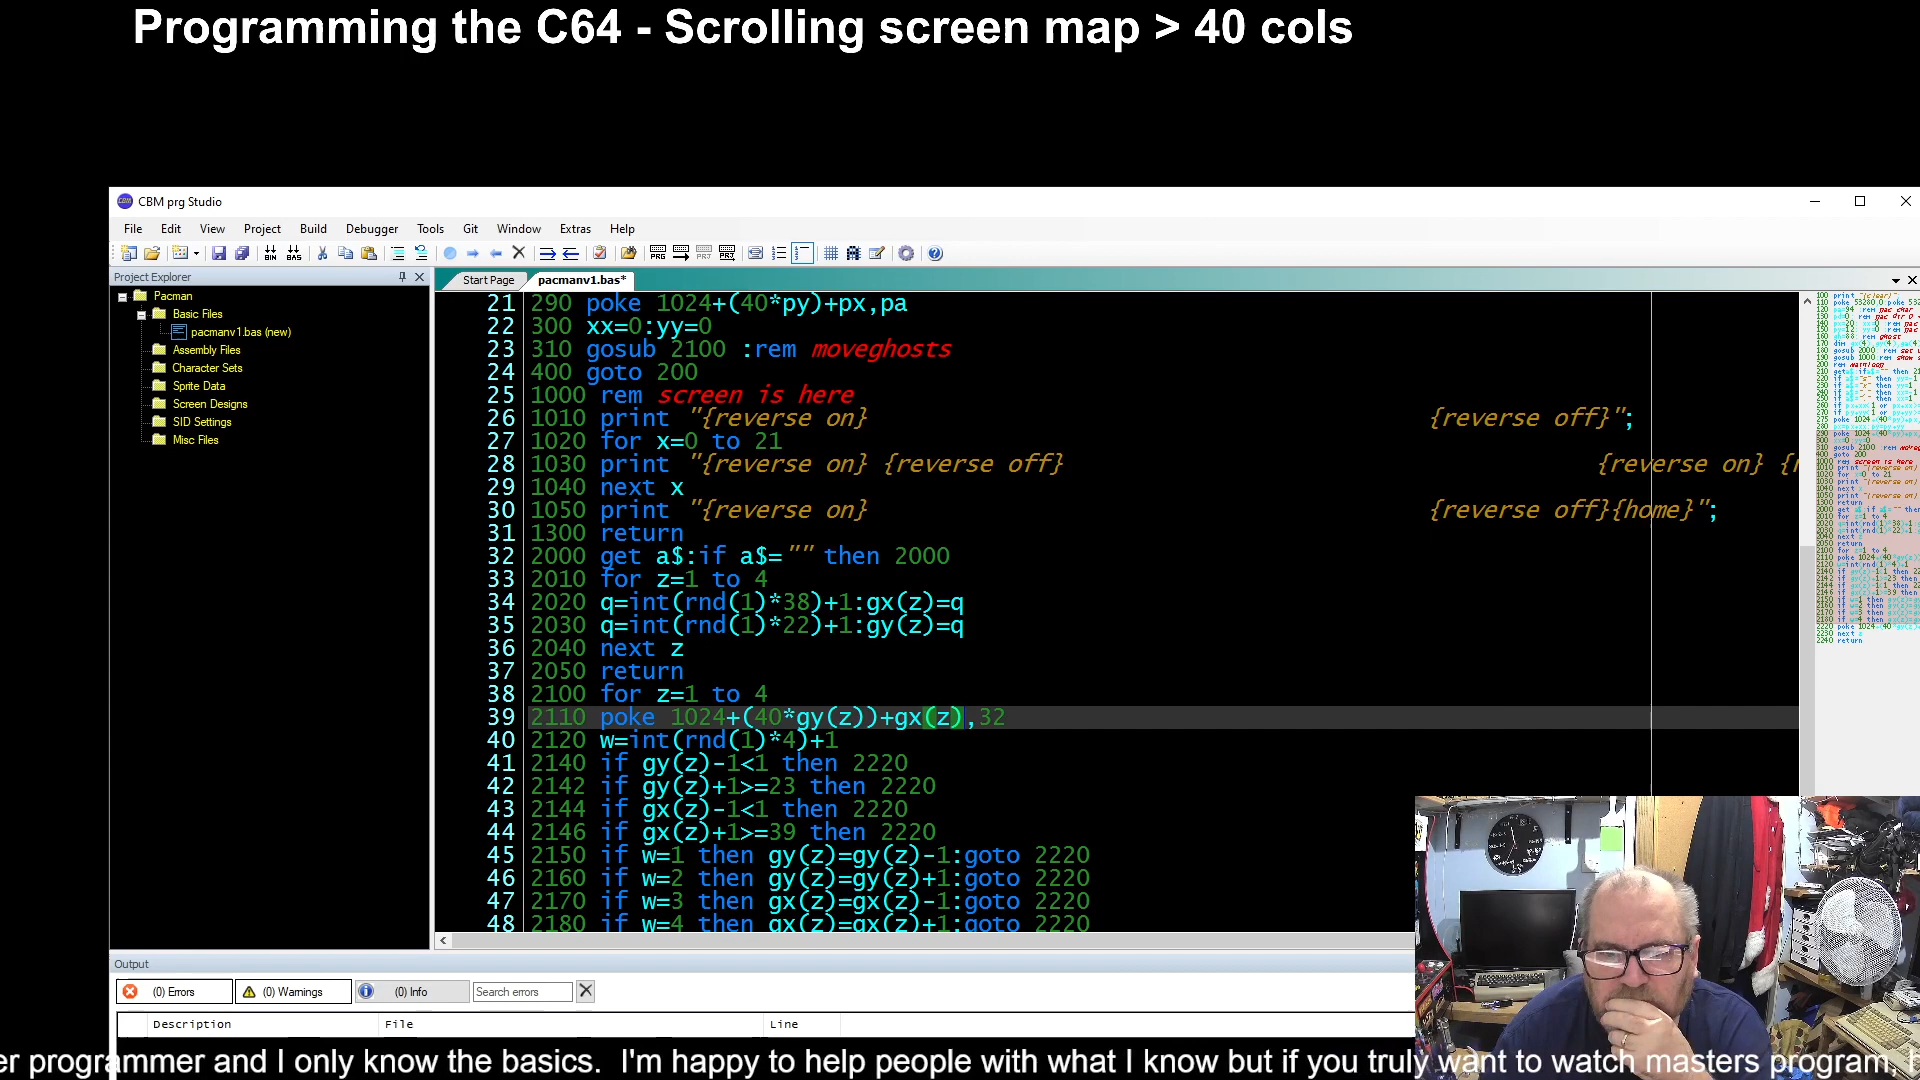 Programming the C64 - Scrolling screen map > 40 cols
CBM prg Studio
File Edit View Project Build Debugger Tools Git Window Extras Help
Project Explorer
Start Page pacmanv1.bas*
Pacman
Basic Files
pacmanv1.bas (new)
Assembly Files
Character Sets
Sprite Data
Screen Designs
SID Settings
Misc Files
21 290 poke 1024+(40*py)+px,pa
22 300 xx=0:yy=0
23 310 gosub 2100 :rem moveghosts
24 400 goto 200
25 1000 rem screen is here
26 1010 print "{reverse on} {reverse off}";
27 1020 for x=0 to 21
28 1030 print "{reverse on} {reverse off} {reverse on} {r
29 1040 next x
30 1050 print "{reverse on} {reverse off}{home}";
31 1300 return
32 2000 get a$:if a$="" then 2000
33 2010 for z=1 to 4
34 2020 q=int(rnd(1)*38)+1:gx(z)=q
35 2030 q=int(rnd(1)*22)+1:gy(z)=q
36 2040 next z
37 2050 return
38 2100 for z=1 to 4
39 2110 poke 1024+(40*gy(z))+gx(z),32
40 2120 w=int(rnd(1)*4)+1
41 2140 if gy(z)-1<1 then 2220
42 2142 if gy(z)+1>=23 then 2220
43 2144 if gx(z)-1<1 then 2220
44 2146 if gx(z)+1>=39 then 2220
45 2150 if w=1 then gy(z)=gy(z)-1:goto 2220
46 2160 if w=2 then gy(z)=gy(z)+1:goto 2220
47 2170 if w=3 then gx(z)=gx(z)-1:goto 2220
48 2180 if w=4 then gx(z)=gx(z)+1:goto 2220
Output
(0) Errors (0) Warnings (0) Info Search errors
Description File Line
er programmer and I only know the basics. I'm happy to help people with what I know but if you truly want to watch masters program, h